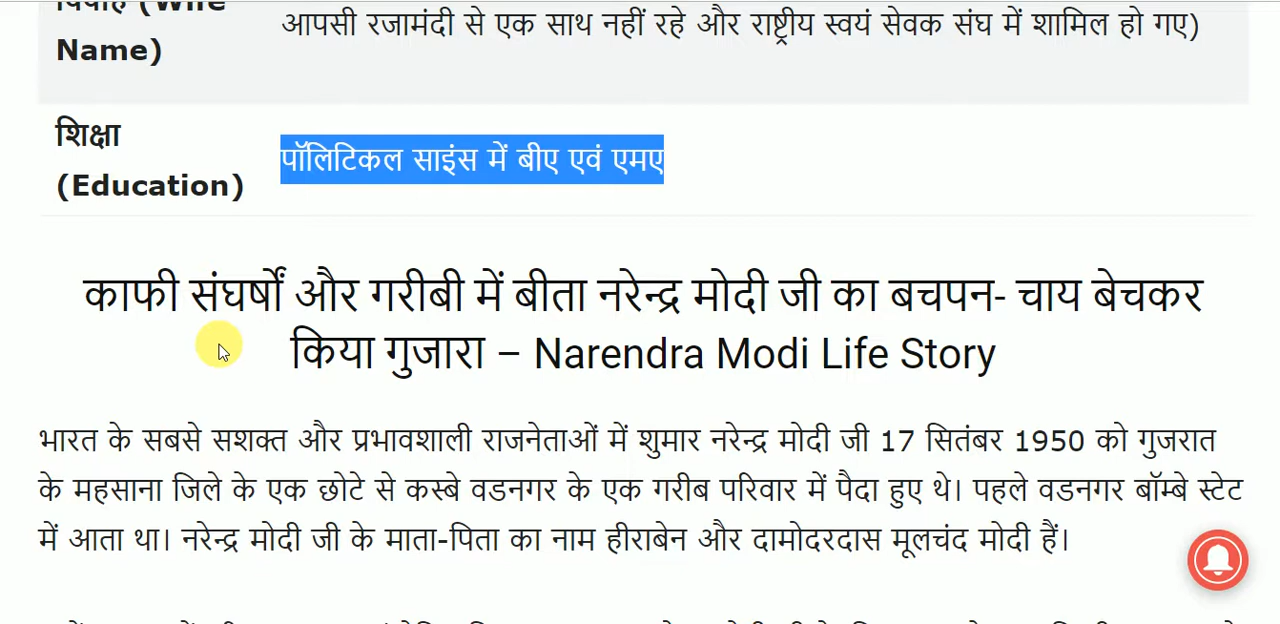 विवाह (Wife
Name)
आपसी रजामंदी से एक साथ नहीं रहे और राष्ट्रीय स्वयं सेवक संघ में शामिल हो गए)
शिक्षा
(Education)
पॉलिटिकल साइंस में बीए एवं एमए
काफी संघर्षों और गरीबी में बीता नरेन्द्र मोदी जी का बचपन- चाय बेचकर
किया गुजारा – Narendra Modi Life Story
भारत के सबसे सशक्त और प्रभावशाली राजनेताओं में शुमार नरेन्द्र मोदी जी 17 सितंबर 1950 को गुजरात
के महसाना जिले के एक छोटे से कस्बे वडनगर के एक गरीब परिवार में पैदा हुए थे। पहले वडनगर बॉम्बे स्टेट
में आता था। नरेन्द्र मोदी जी के माता-पिता का नाम हीराबेन और दामोदरदास मूलचंद मोदी हैं।